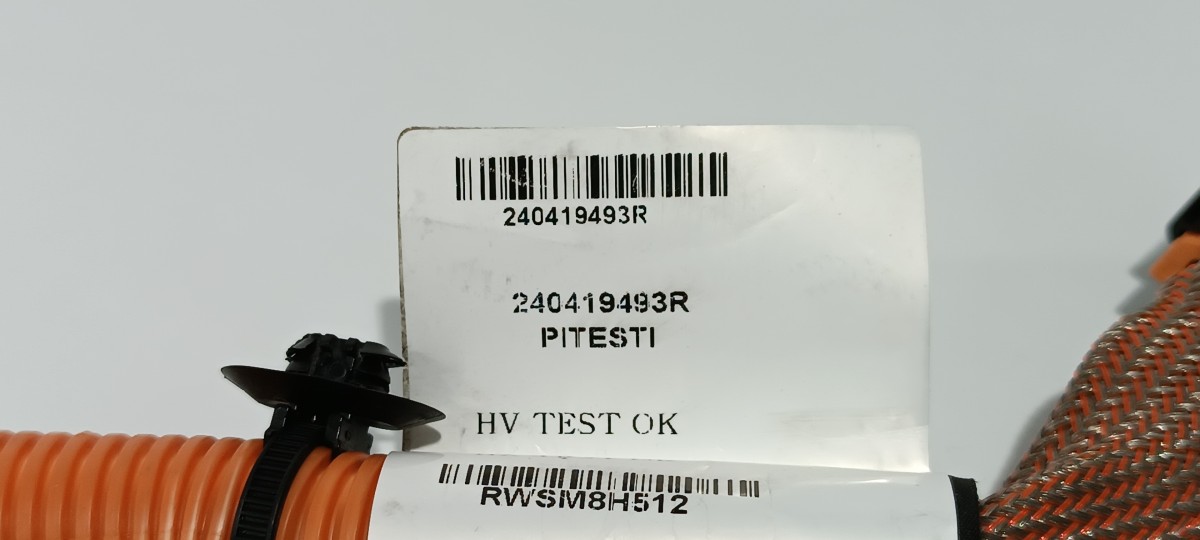 240419493R
240419493R
PITESTI
HV TEST OK
RWSM8H512